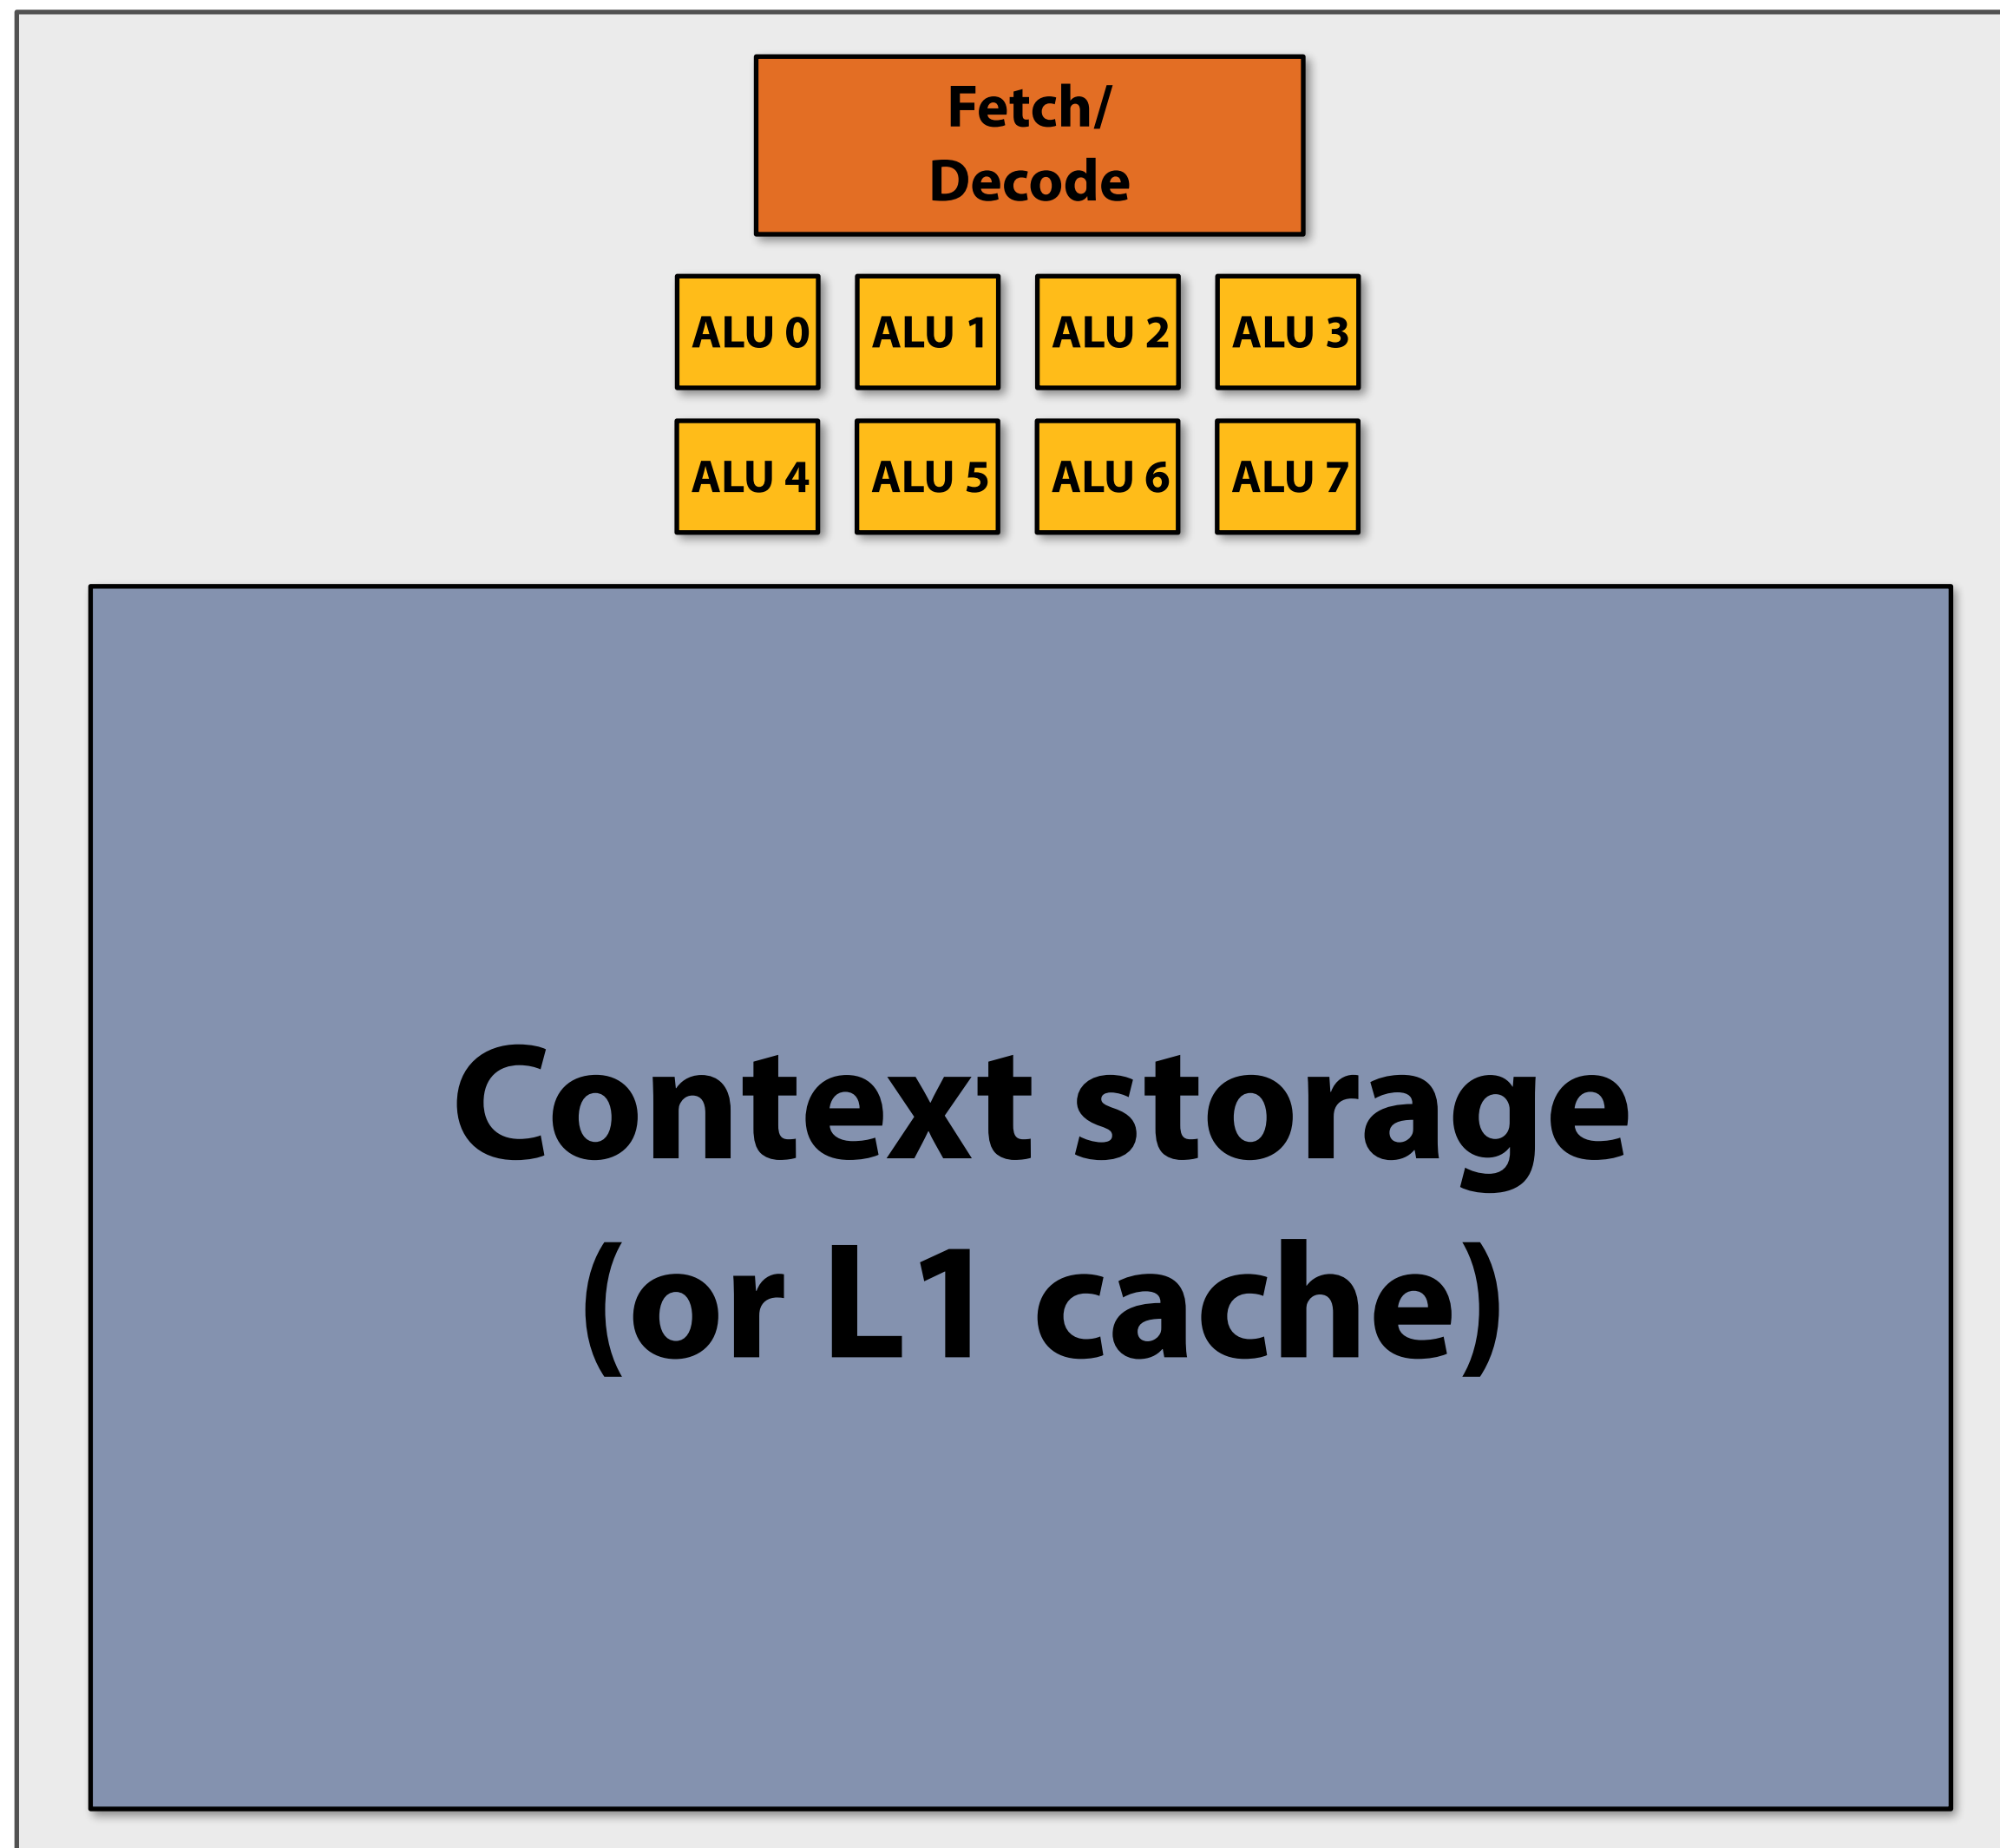 Fetch/
Decode
ALU 0 ALU 1 ALU 2 ALU 3
ALU 4 ALU 5 ALU 6 ALU 7
Context storage
(or L1 cache)